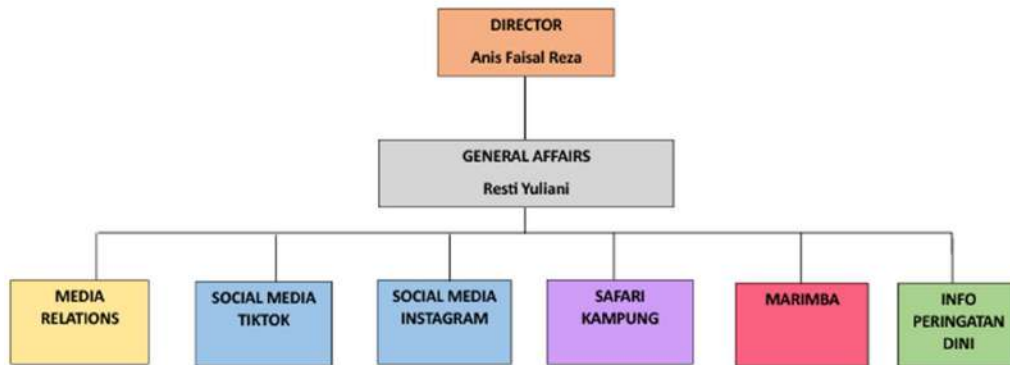 DIRECTOR
Anis Faisal Reza
GENERAL AFFAIRS
Resti Yuliani
MEDIA
RELATIONS
SOCIAL MEDIA
TIKTOK
SOCIAL MEDIA
INSTAGRAM
SAFARI
KAMPUNG
MARIMBA
INFO
PERINGATAN
DINI